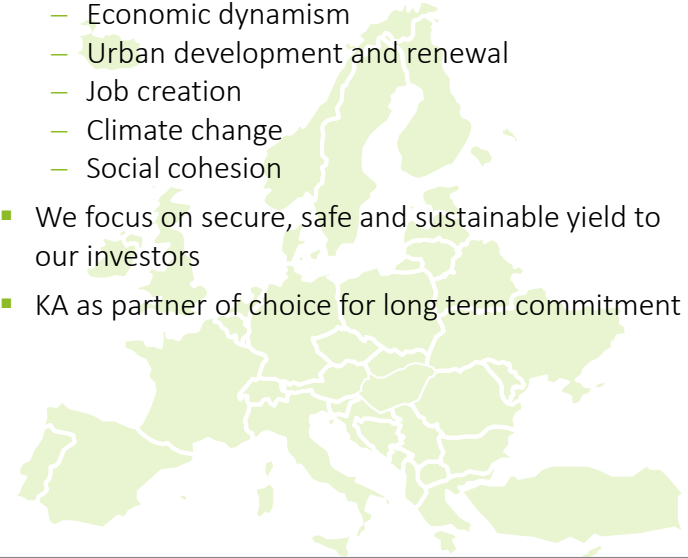 – Economic dynamism
– Urban development and renewal
– Job creation
– Climate change
– Social cohesion
▪ We focus on secure, safe and sustainable yield to
our investors
▪ KA as partner of choice for long term commitment